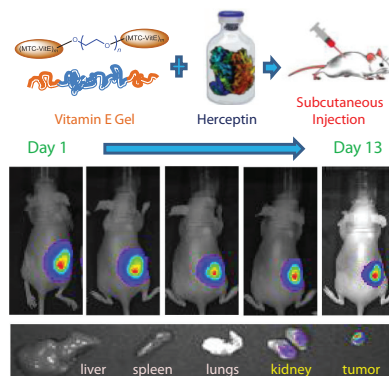 (MTC-VitE)m O O n (MTC-VitE)m
Vitamin E Gel
Herceptin
Subcutaneous
Injection
Day 1
Day 13
liver spleen lungs kidney tumor